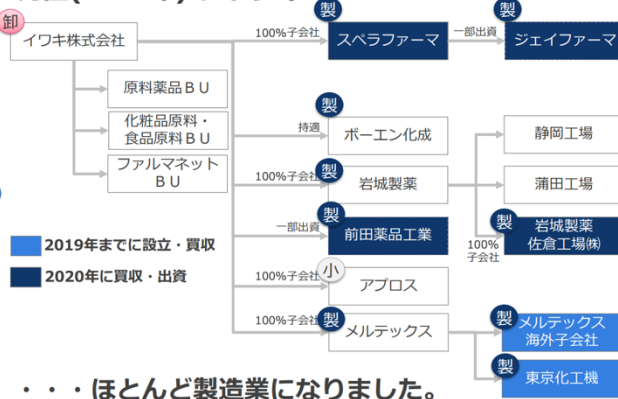 卸
イワキ株式会社
原料薬品ＢＵ
化粧品原料・
食品原料ＢＵ
ファルマネット
ＢＵ
100%子会社
製
スペラファーマ
一部出資
製
ジェイファーマ
持適
製
ボーエン化成
100%子会社
製
岩城製薬
静岡工場
蒲田工場
100%
子会社
製
岩城製薬
佐倉工場㈱
一部出資
製
前田薬品工業
100%子会社
小
アプロス
100%子会社
製
メルテックス
製
メルテックス
海外子会社
製
東京化工機
2019年までに設立・買収
2020年に買収・出資
・・・ほとんど製造業になりました。